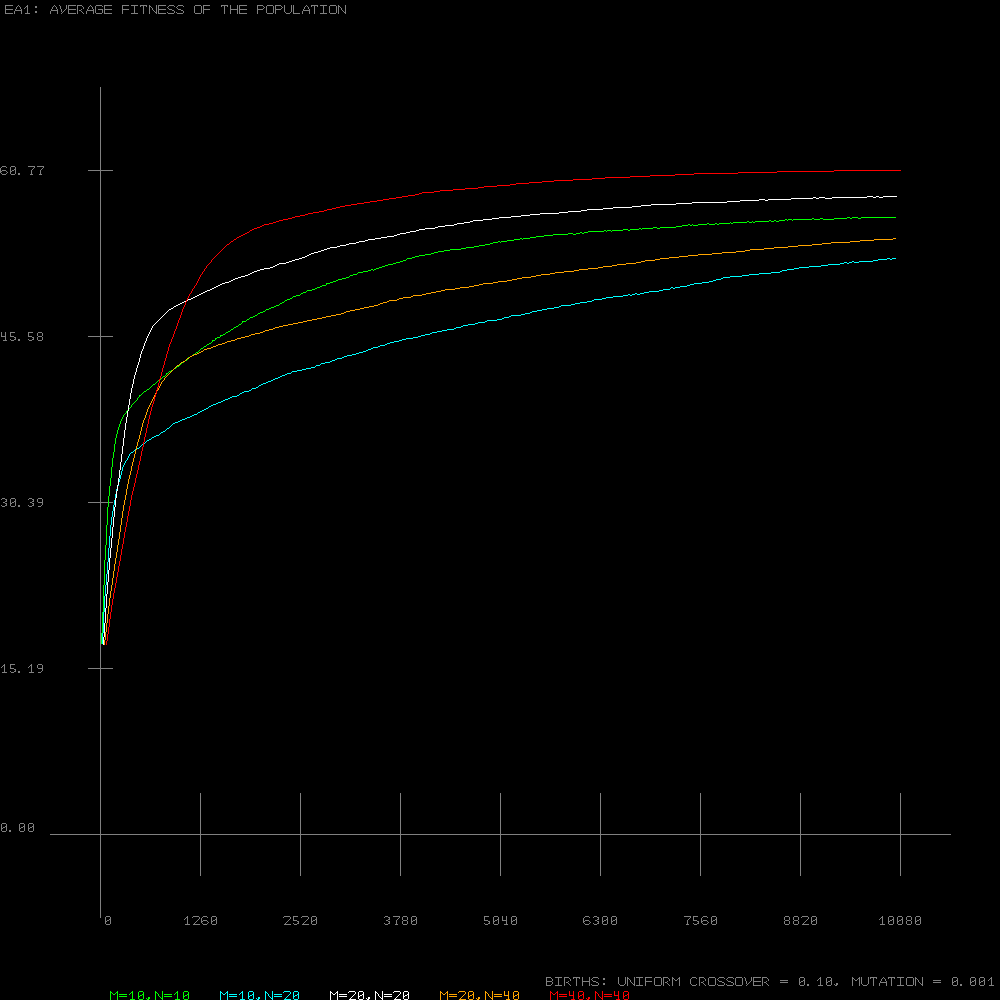 EA1: AVERAGE FITNESS OF THE POPULATION
60.77
45.58
30.39
15.19
0.00
0 1260 2520 3780 5040 6300 7560 8820 10080
BIRTHS: UNIFORM CROSSOVER = 0.10, MUTATION = 0.001
M=10,N=10 M=10,N=20 M=20,N=20 M=20,N=40 M=40,N=40